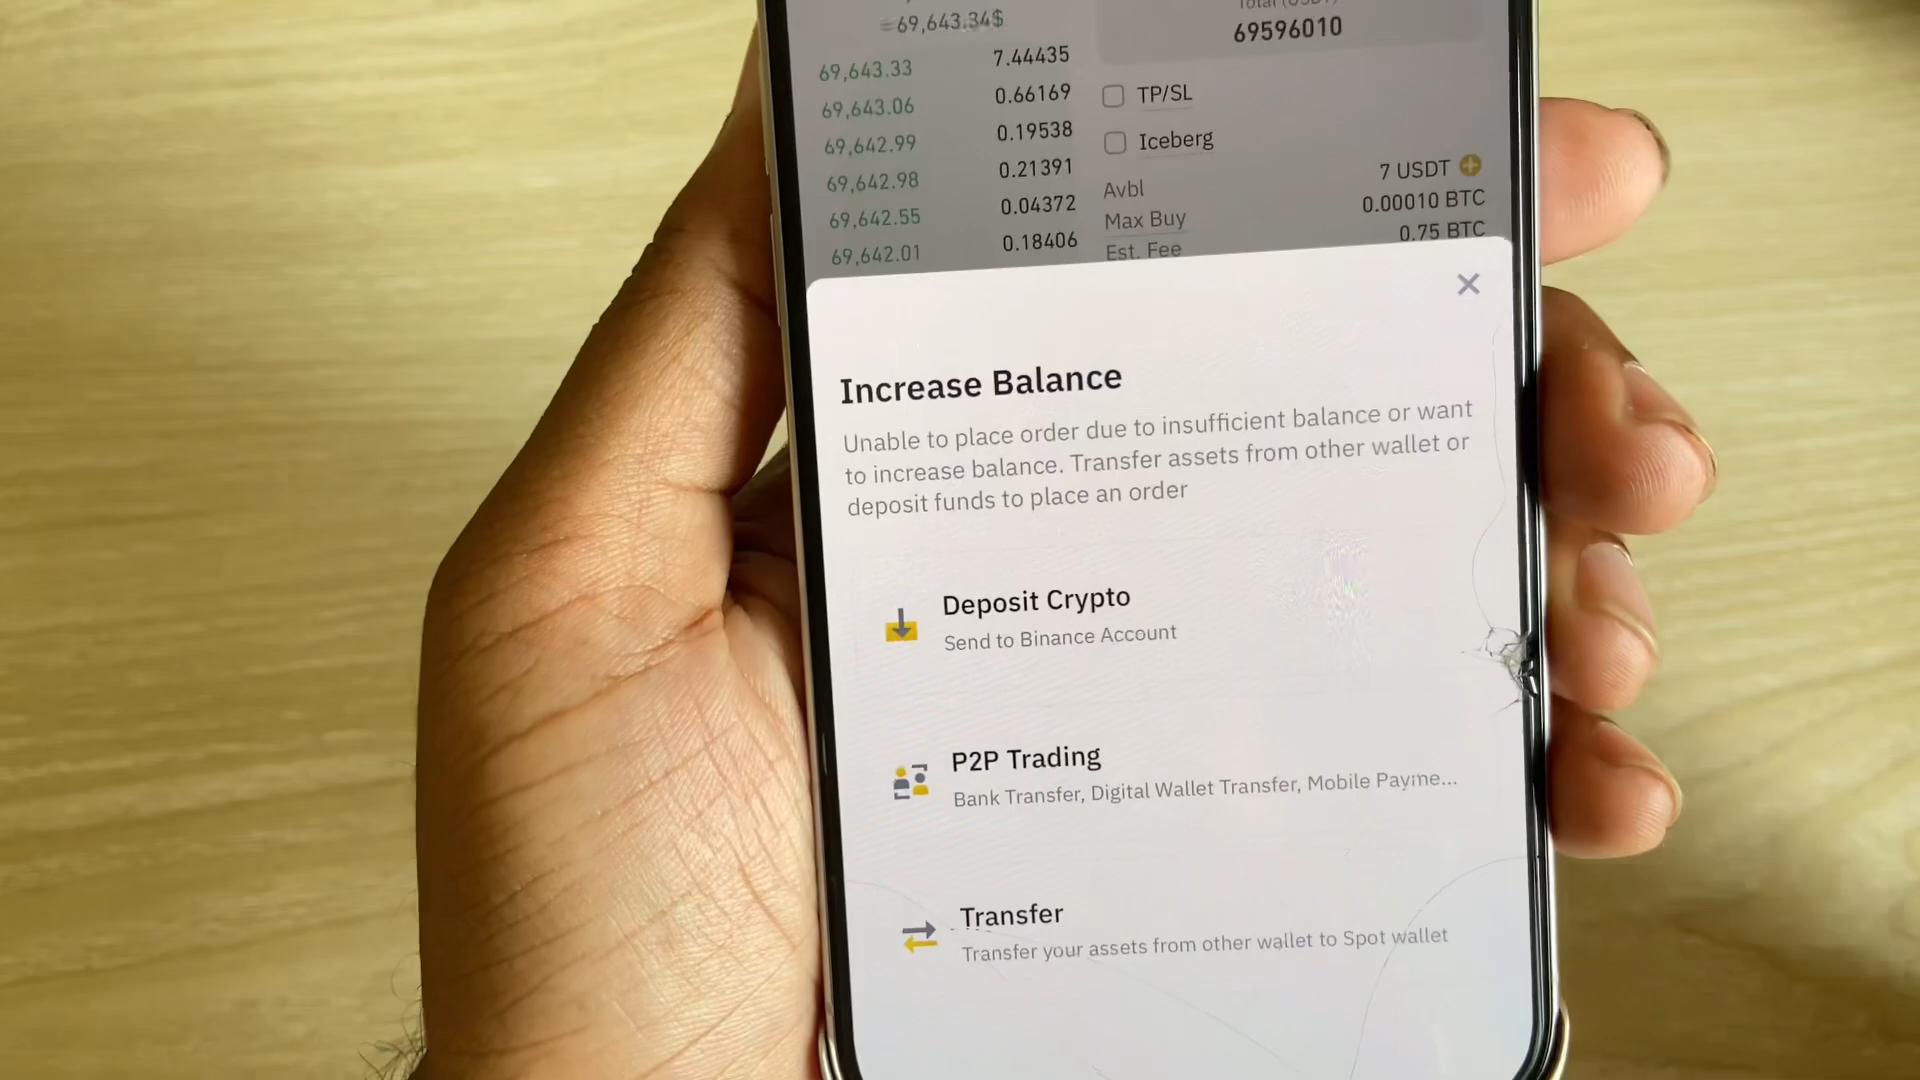 Total (USDT)
≈69,643.34$
69596010
69,643.33 7.44435
69,643.06 0.66169
TP/SL
69,642.99 0.19538
Iceberg
69,642.98 0.21391
Avbl 7 USDT
69,642.55 0.04372
Max Buy 0.00010 BTC
69,642.01 0.18406
Est. Fee 0.75 BTC
Increase Balance
Unable to place order due to insufficient balance or want
to increase balance. Transfer assets from other wallet or
deposit funds to place an order
Deposit Crypto
Send to Binance Account
P2P Trading
Bank Transfer, Digital Wallet Transfer, Mobile Payme...
Transfer
Transfer your assets from other wallet to Spot wallet